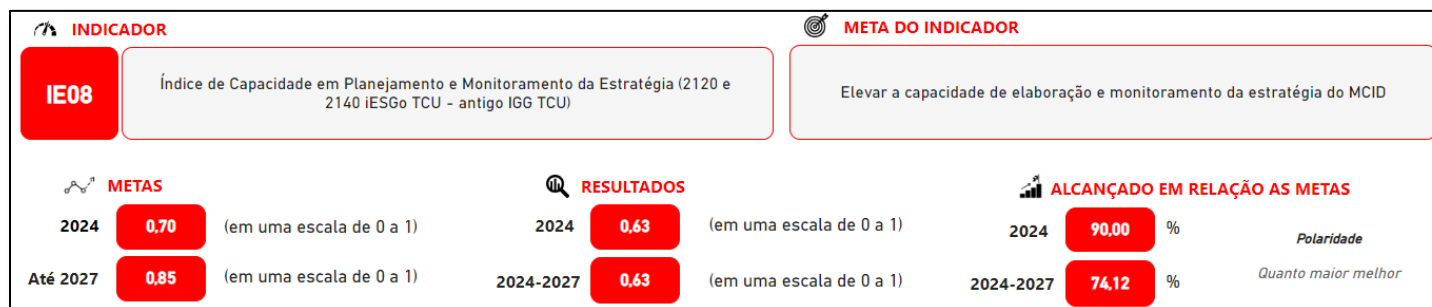 INDICADOR
META DO INDICADOR
IE08
Índice de Capacidade em Planejamento e Monitoramento da Estratégia (2120 e
2140 iESGo TCU - antigo IGG TCU)
Elevar a capacidade de elaboração e monitoramento da estratégia do MCID
METAS
2024 0,70 (em uma escala de 0 a 1)
Até 2027 0,85 (em uma escala de 0 a 1)
RESULTADOS
2024 0,63 (em uma escala de 0 a 1)
2024-2027 0,63 (em uma escala de 0 a 1)
ALCANÇADO EM RELAÇÃO AS METAS
2024 90,00 %
2024-2027 74,12 %
Polaridade
Quanto maior melhor